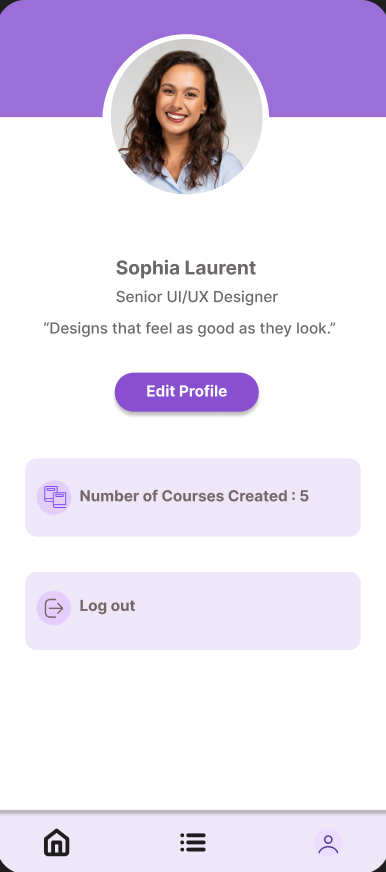 Sophia Laurent
Senior UI/UX Designer
“Designs that feel as good as they look.”
Edit Profile
Number of Courses Created : 5
Log out